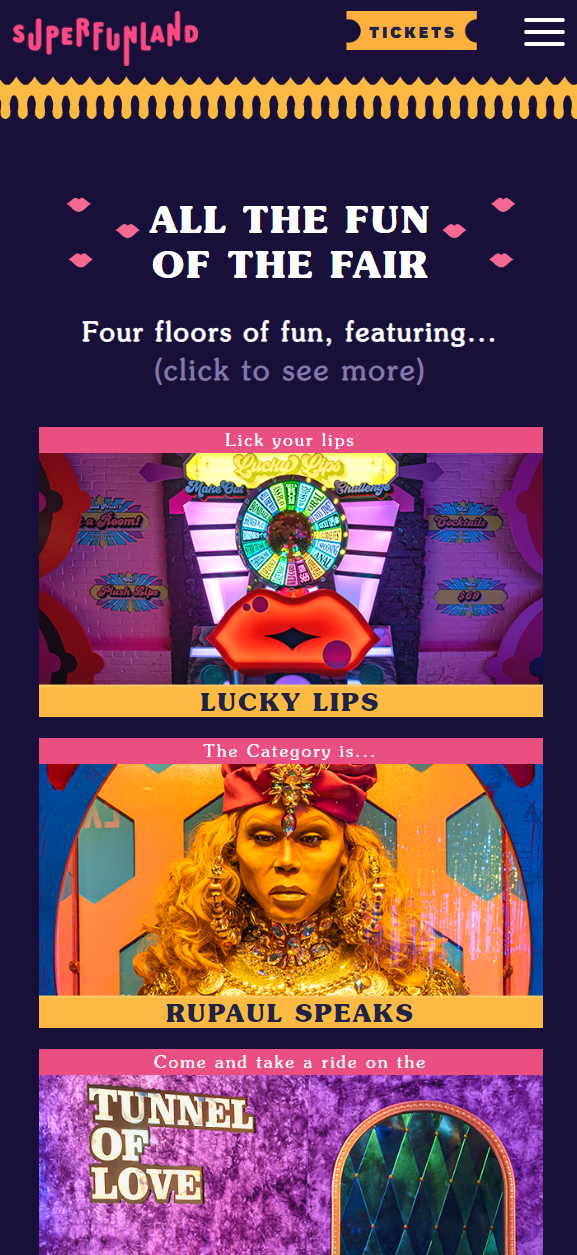 SUPERFUNLAND
TICKETS
ALL THE FUN
OF THE FAIR
Four floors of fun, featuring...
(click to see more)
Lick your lips
Lucky Lips
Make Out Challenge
a Room!
Cocktails
Plush Lips
$69
LUCKY LIPS
The Category is...
RUPAUL SPEAKS
Come and take a ride on the
TUNNEL
OF
LOVE